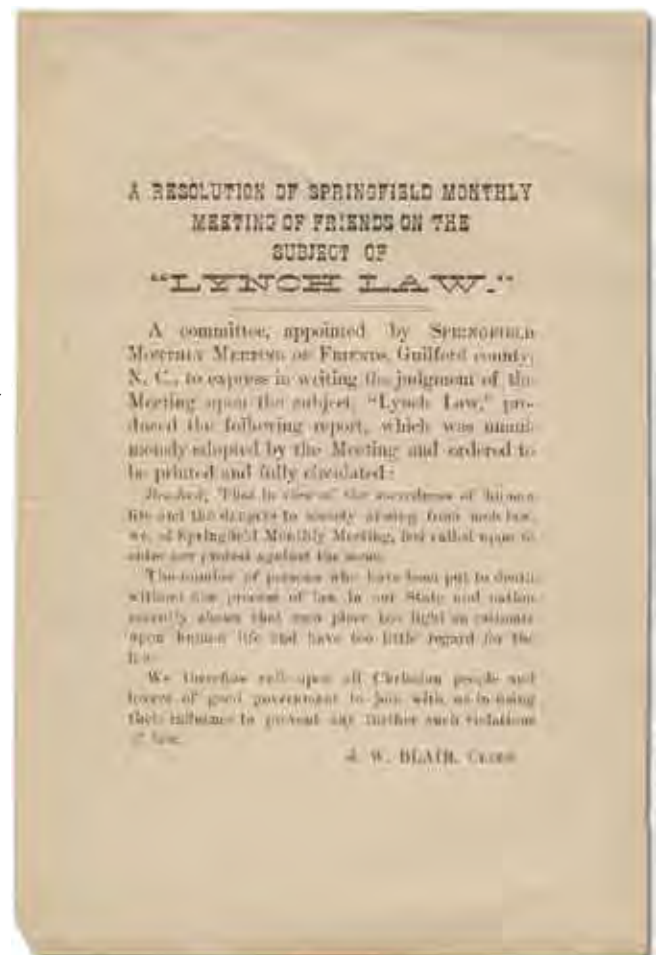 A RESOLUTION OF SPRINGFIELD MONTHLY
MEETING OF FRIENDS ON THE
SUBJECT OF
"LYNCH LAW."
A committee, appointed by SPRINGFIELD
MONTHLY MEETING OF FRIENDS, Guilford county,
N. C., to express in writing the judgment of the
Meeting upon the subject, "Lynch Law," pro-
duced the following report, which was unani-
mously adopted by the Meeting and ordered to
be printed and fully circulated:
Resolved, That in view of the sacredness of human
life and the dangers to society arising from mob law,
we, of Springfield Monthly Meeting, feel called upon to
enter our protest against the same.
The number of persons who have been put to death
without due process of law in our State and nation
recently shows that men place too light an estimate
upon human life and have too little regard for the
law.
We therefore call upon all Christian people and
lovers of good government to join with us in using
their influence to prevent any further such violations
of law.
J. W. BLAIR, CLERK